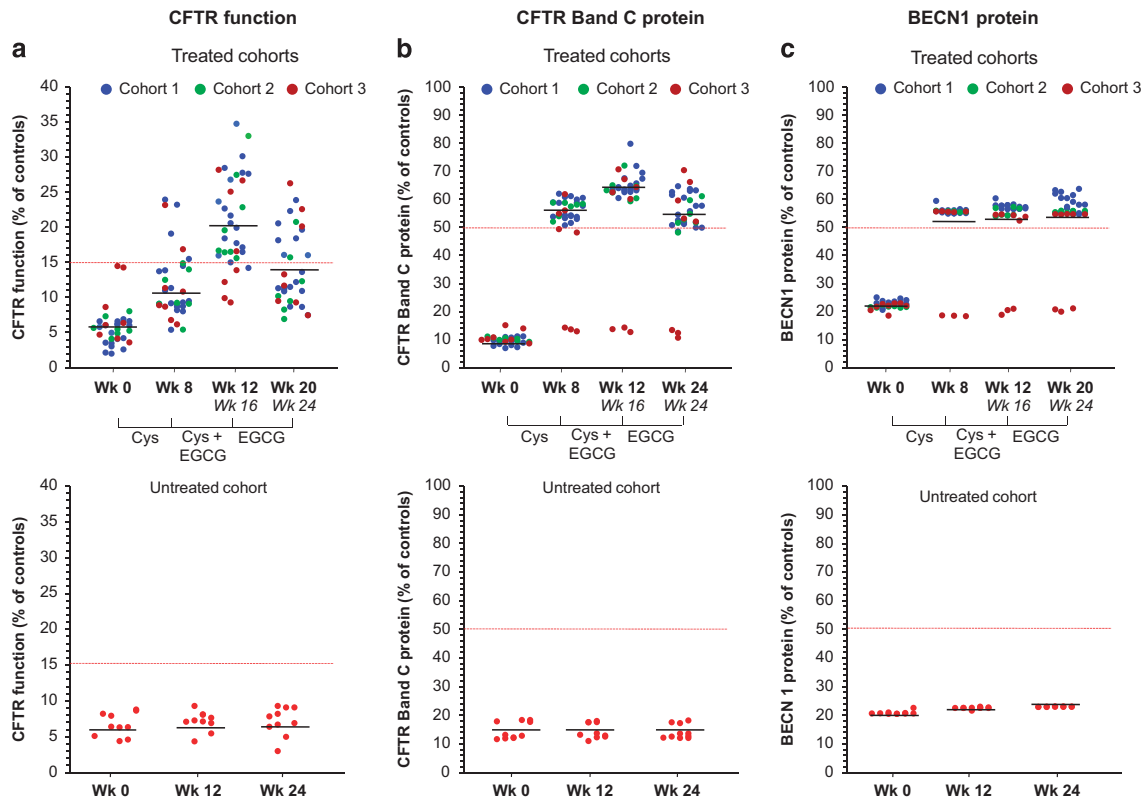 CFTR function
CFTR Band C protein
BECN1 protein
a
Treated cohorts
Cohort 1 Cohort 2 Cohort 3
CFTR function (% of controls)
40
35
30
25
20
15
10
5
0
Wk 0 Wk 8 Wk 12 Wk 20
Wk 16 Wk 24
Cys Cys + EGCG
EGCG
b
Treated cohorts
Cohort 1 Cohort 2 Cohort 3
CFTR Band C protein (% of controls)
100
90
80
70
60
50
40
30
20
10
0
Wk 0 Wk 8 Wk 12 Wk 24
Wk 16 Wk 24
Cys Cys + EGCG
EGCG
c
Treated cohorts
Cohort 1 Cohort 2 Cohort 3
BECN1 protein (% of controls)
100
90
80
70
60
50
40
30
20
10
0
Wk 0 Wk 8 Wk 12 Wk 20
Wk 16 Wk 24
Cys Cys + EGCG
EGCG
Untreated cohort
CFTR function (% of controls)
40
35
30
25
20
15
10
5
0
Wk 0 Wk 12 Wk 24
Untreated cohort
CFTR Band C protein (% of controls)
100
90
80
70
60
50
40
30
20
10
0
Wk 0 Wk 12 Wk 24
Untreated cohort
BECN 1 protein (% of controls)
100
90
80
70
60
50
40
30
20
10
0
Wk 0 Wk 12 Wk 24